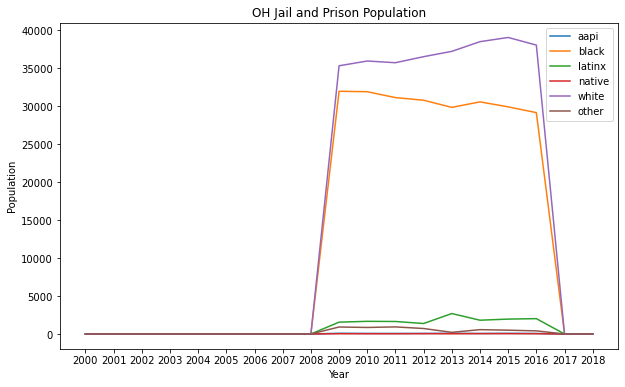 OH Jail and Prison Population
40000
35000
30000
25000
20000
15000
10000
5000
0
Population
aapi
black
latinx
native
white
other
2000 2001 2002 2003 2004 2005 2006 2007 2008 2009 2010 2011 2012 2013 2014 2015 2016 2017 2018
Year